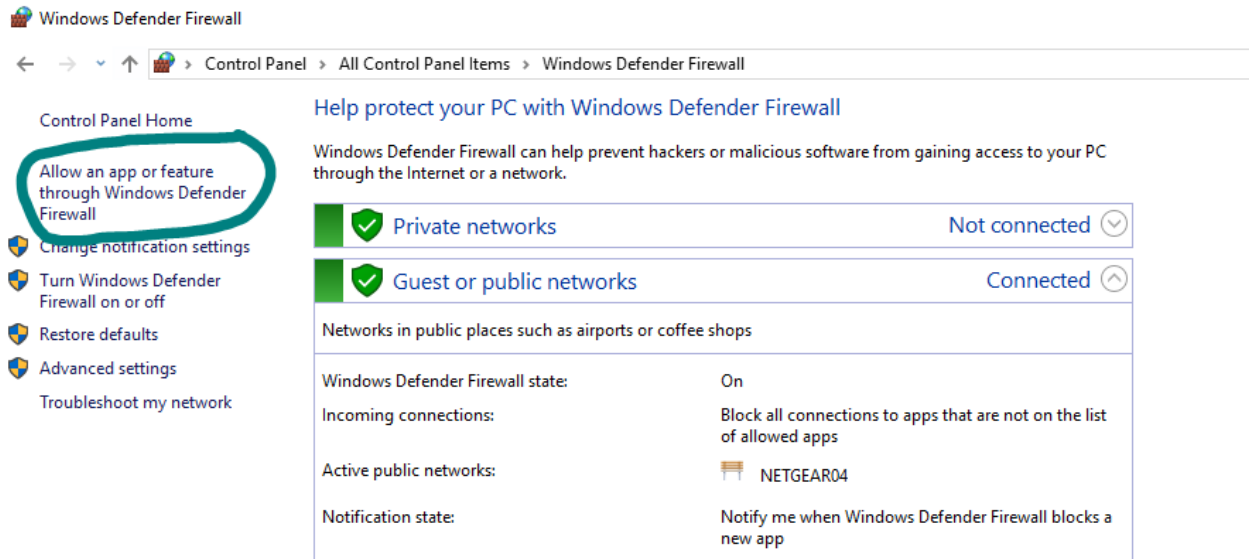 Windows Defender Firewall
Control Panel > All Control Panel Items > Windows Defender Firewall
Control Panel Home
Allow an app or feature
through Windows Defender
Firewall
Change notification settings
Turn Windows Defender
Firewall on or off
Restore defaults
Advanced settings
Troubleshoot my network
Help protect your PC with Windows Defender Firewall
Windows Defender Firewall can help prevent hackers or malicious software from gaining access to your PC
through the Internet or a network.
Private networks Not connected
Guest or public networks Connected
Networks in public places such as airports or coffee shops
Windows Defender Firewall state: On
Incoming connections: Block all connections to apps that are not on the list
of allowed apps
Active public networks: NETGEAR04
Notification state: Notify me when Windows Defender Firewall blocks a
new app